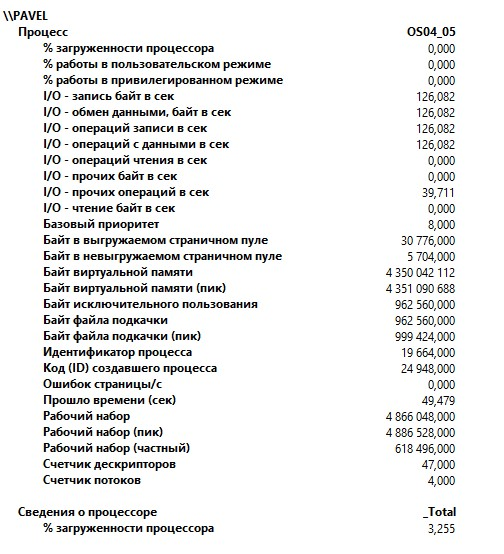 \\PAVEL
Процесс OS04_05
% загруженности процессора 0,000
% работы в пользовательском режиме 0,000
% работы в привилегированном режиме 0,000
I/O - запись байт в сек 126,082
I/O - обмен данными, байт в сек 126,082
I/O - операций записи в сек 126,082
I/O - операций с данными в сек 126,082
I/O - операций чтения в сек 0,000
I/O - прочих байт в сек 0,000
I/O - прочих операций в сек 39,711
I/O - чтение байт в сек 0,000
Базовый приоритет 8,000
Байт в выгружаемом страничном пуле 30 776,000
Байт в невыгружаемом страничном пуле 5 704,000
Байт виртуальной памяти 4 350 042 112
Байт виртуальной памяти (пик) 4 351 090 688
Байт исключительного пользования 962 560,000
Байт файла подкачки 962 560,000
Байт файла подкачки (пик) 999 424,000
Идентификатор процесса 19 664,000
Код (ID) создавшего процесса 24 948,000
Ошибок страницы/с 0,000
Прошло времени (сек) 49,479
Рабочий набор 4 866 048,000
Рабочий набор (пик) 4 886 528,000
Рабочий набор (частный) 618 496,000
Счетчик дескрипторов 47,000
Счетчик потоков 4,000
Сведения о процессоре _Total
% загруженности процессора 3,255